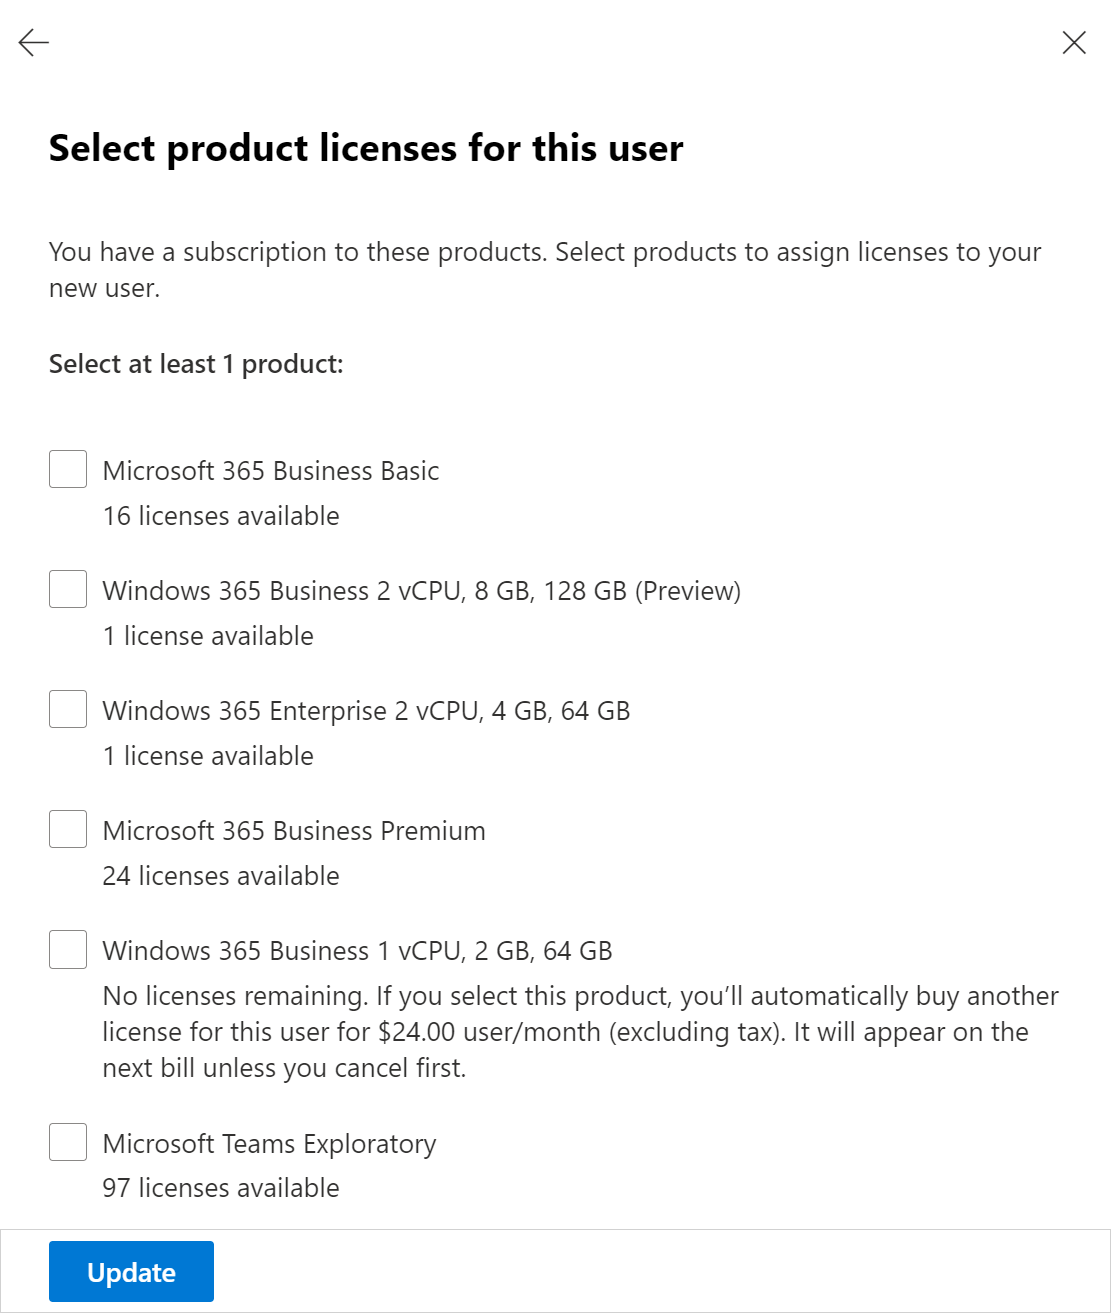 Select product licenses for this user
You have a subscription to these products. Select products to assign licenses to your
new user.
Select at least 1 product:
Microsoft 365 Business Basic
16 licenses available
Windows 365 Business 2 vCPU, 8 GB, 128 GB (Preview)
1 license available
Windows 365 Enterprise 2 vCPU, 4 GB, 64 GB
1 license available
Microsoft 365 Business Premium
24 licenses available
Windows 365 Business 1 vCPU, 2 GB, 64 GB
No licenses remaining. If you select this product, you’ll automatically buy another
license for this user for $24.00 user/month (excluding tax). It will appear on the
next bill unless you cancel first.
Microsoft Teams Exploratory
97 licenses available
Update